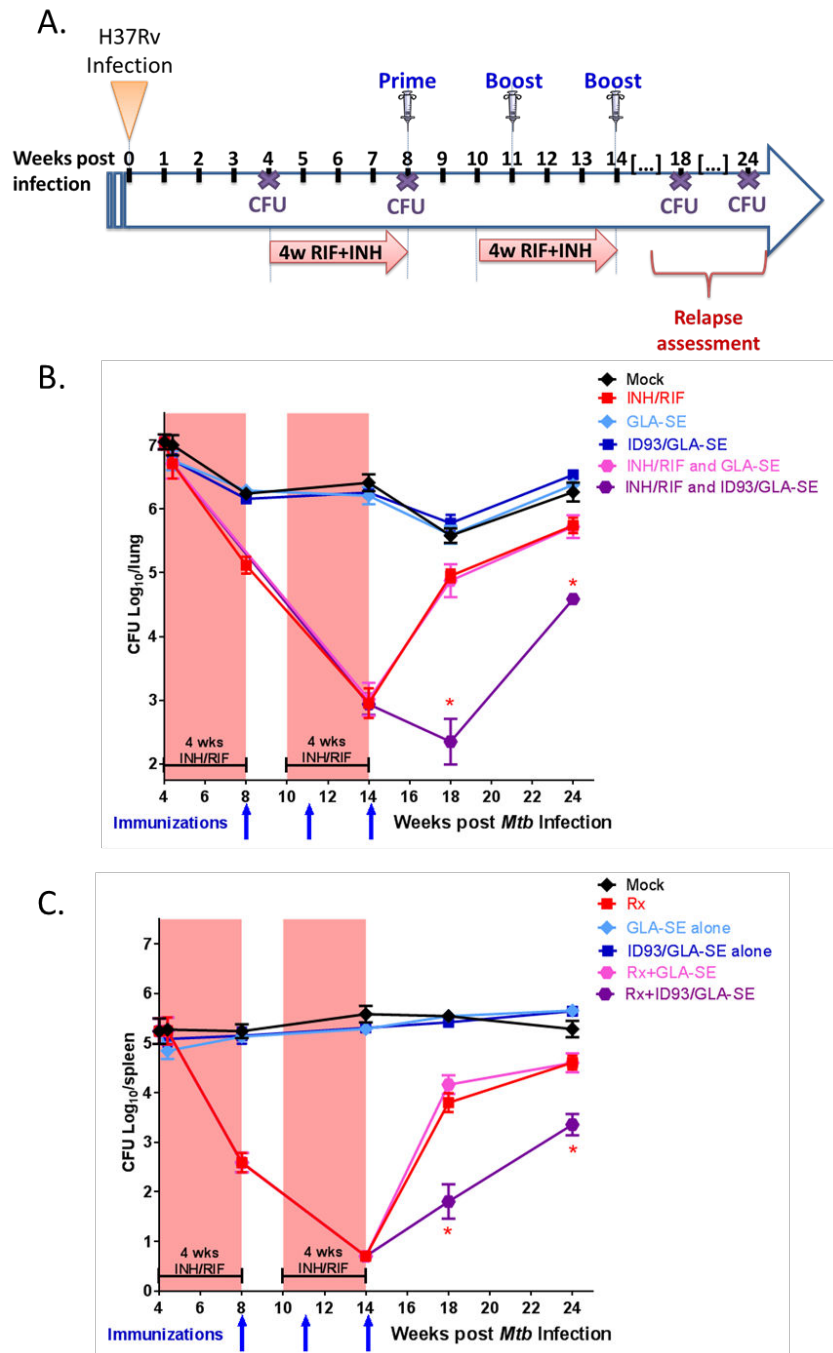 A.
H37Rv
Infection
Prime
Boost
Boost
Weeks post
infection
0 1 2 3 4 5 6 7 8 9 10 11 12 13 14 [...] 18 [...] 24
CFU CFU CFU CFU
4w RIF+INH 4w RIF+INH
Relapse
assessment
B.
Mock
INH/RIF
GLA-SE
ID93/GLA-SE
INH/RIF and GLA-SE
INH/RIF and ID93/GLA-SE
CFU Log10/lung
7
6
5
4
3
2
*
*
4 wks
INH/RIF
4 wks
INH/RIF
4 6 8 10 12 14 16 18 20 22 24
Immunizations
Weeks post Mtb Infection
C.
Mock
Rx
GLA-SE alone
ID93/GLA-SE alone
Rx+GLA-SE
Rx+ID93/GLA-SE
CFU Log10/spleen
7
6
5
4
3
2
1
0
*
*
4 wks
INH/RIF
4 wks
INH/RIF
4 6 8 10 12 14 16 18 20 22 24
Immunizations
Weeks post Mtb Infection